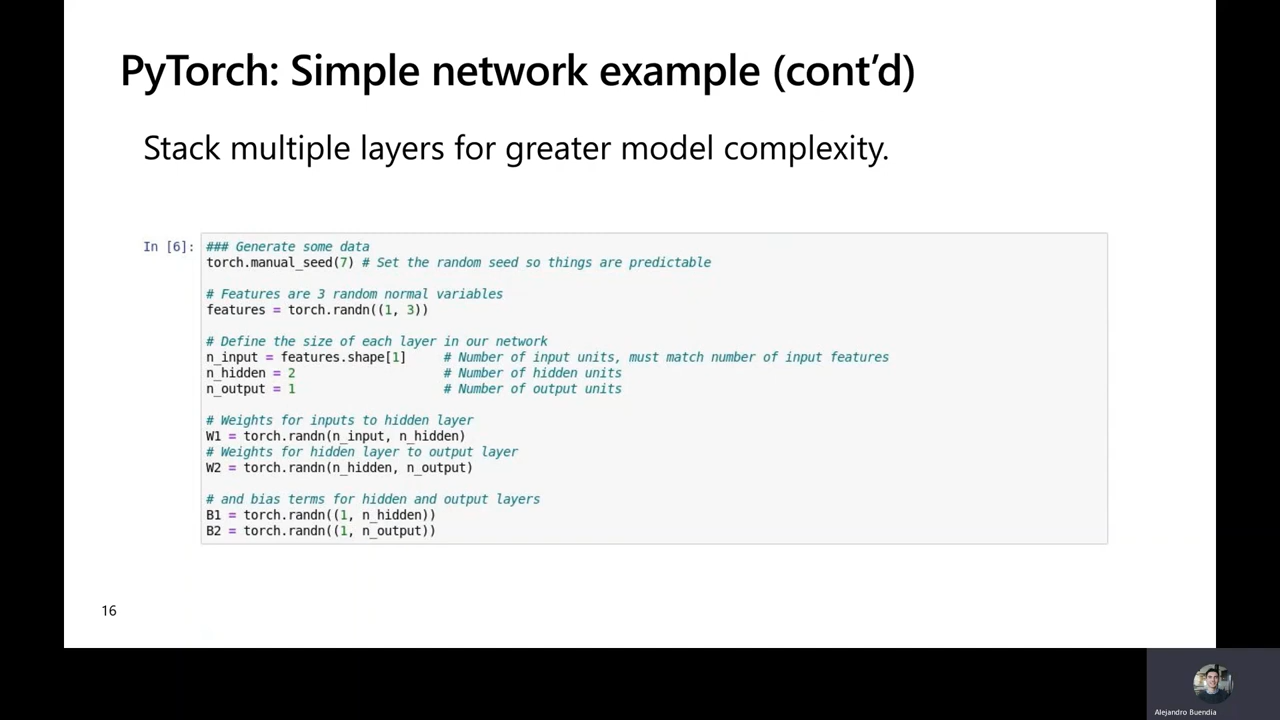 PyTorch: Simple network example (cont’d)
Stack multiple layers for greater model complexity.
In [6]: ### Generate some data
torch.manual_seed(7) # Set the random seed so things are predictable
# Features are 3 random normal variables
features = torch.randn((1, 3))
# Define the size of each layer in our network
n_input = features.shape[1]     # Number of input units, must match number of input features
n_hidden = 2                    # Number of hidden units
n_output = 1                    # Number of output units
# Weights for inputs to hidden layer
W1 = torch.randn(n_input, n_hidden)
# Weights for hidden layer to output layer
W2 = torch.randn(n_hidden, n_output)
# and bias terms for hidden and output layers
B1 = torch.randn((1, n_hidden))
B2 = torch.randn((1, n_output))
16
Alejandro Buendia